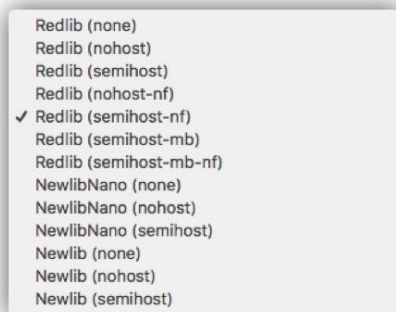 Redlib (none)
Redlib (nohost)
Redlib (semihost)
Redlib (nohost-nf)
✓ Redlib (semihost-nf)
Redlib (semihost-mb)
Redlib (semihost-mb-nf)
NewlibNano (none)
NewlibNano (nohost)
NewlibNano (semihost)
Newlib (none)
Newlib (nohost)
Newlib (semihost)